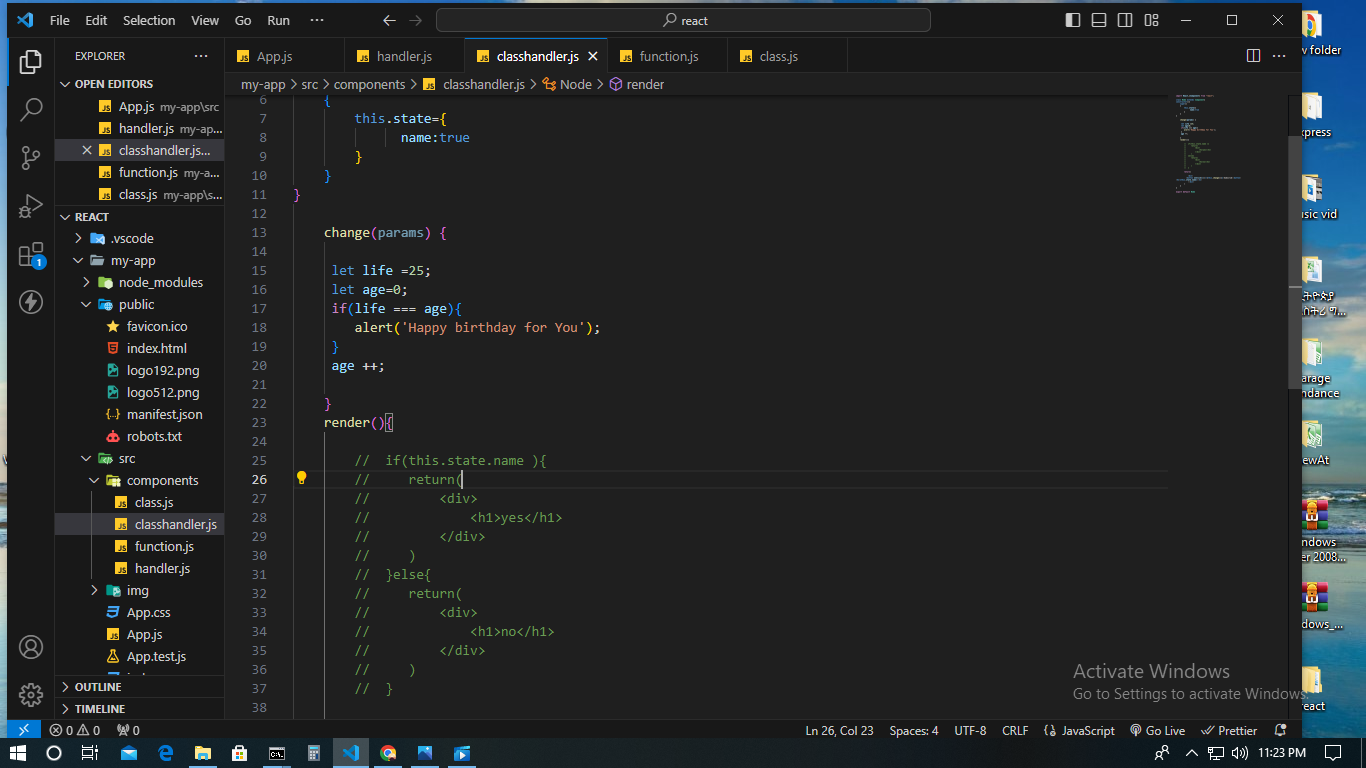 File Edit Selection View Go Run ···
react
EXPLORER ···
OPEN EDITORS
App.js my-app\src
handler.js my-ap...
classhandler.js...
function.js my-a...
class.js my-app\s...
REACT
.vscode
my-app
node_modules
public
favicon.ico
index.html
logo192.png
logo512.png
manifest.json
robots.txt
src
components
class.js
classhandler.js
function.js
handler.js
img
App.css
App.js
App.test.js
OUTLINE
TIMELINE
App.js handler.js classhandler.js function.js class.js ···
my-app > src > components > classhandler.js > Node > render
6 {
7 this.state={
8 name:true
9 }
10 }
11 }
12
13 change(params) {
14
15 let life =25;
16 let age=0;
17 if(life === age){
18 alert('Happy birthday for You');
19 }
20 age ++;
21
22 }
23 render(){
24
25 // if(this.state.name ){
26 // return(
27 // <div>
28 // <h1>yes</h1>
29 // </div>
30 // )
31 // }else{
32 // return(
33 // <div>
34 // <h1>no</h1>
35 // </div>
36 // )
37 // }
38
Activate Windows
Go to Settings to activate Windows.
0 0 0
Ln 26, Col 23 Spaces: 4 UTF-8 CRLF JavaScript Go Live Prettier
11:23 PM
1
folder
react